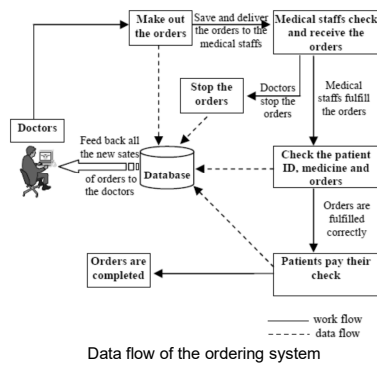 Make out
the orders
Save and deliver
the orders to the
medical staffs
Medical staffs check
and receive the
orders
Stop the
orders
Doctors
stop the
orders
Medical
staffs fulfill
the orders
Doctors
Feed back all
the new sates
of orders to
the doctors
Database
Check the patient
ID, medicine and
orders
Orders are
fulfilled
correctly
Orders are
completed
Patients pay their
check
work flow
data flow
Data flow of the ordering system